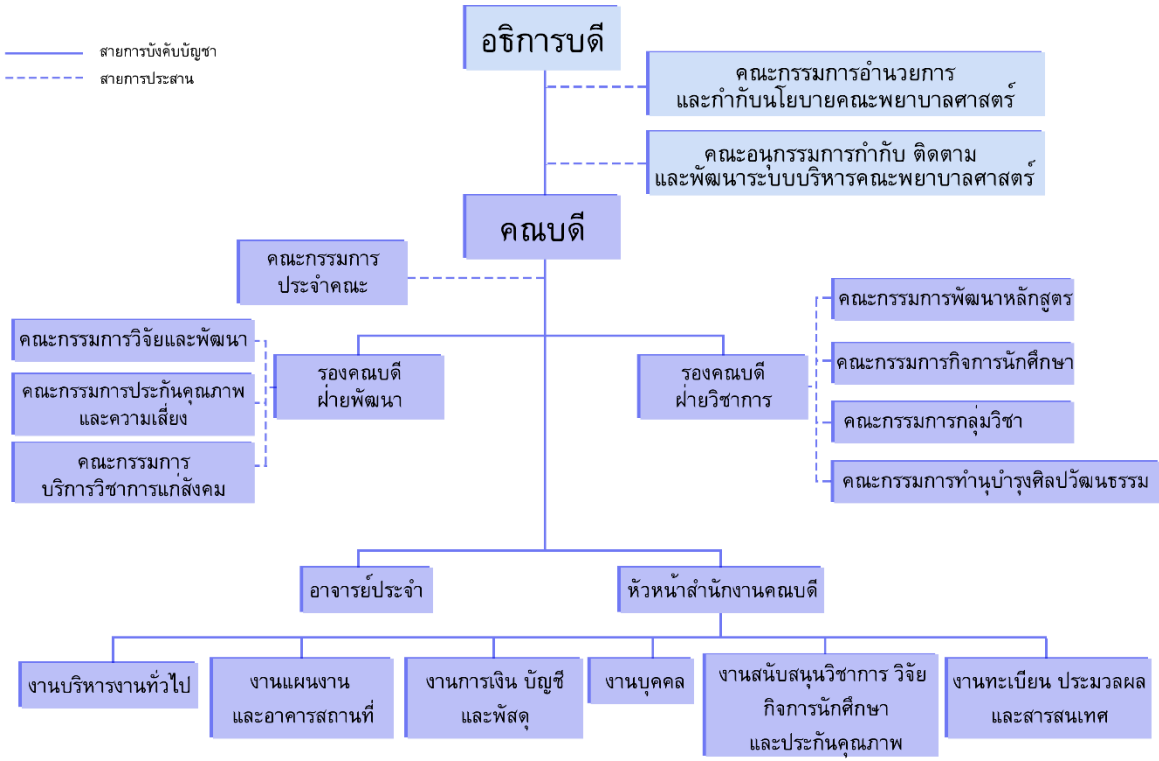 อธิการบดี
สายการบังคับบัญชา
สายการประสาน
คณะกรรมการอำนวยการ
และกำกับนโยบายคณะพยาบาลศาสตร์
คณะอนุกรรมการกำกับ ติดตาม
และพัฒนาระบบบริหารคณะพยาบาลศาสตร์
คณบดี
คณะกรรมการ
ประจำคณะ
คณะกรรมการวิจัยและพัฒนา
คณะกรรมการประกันคุณภาพ
และความเสี่ยง
คณะกรรมการ
บริการวิชาการแก่สังคม
รองคณบดี
ฝ่ายพัฒนา
รองคณบดี
ฝ่ายวิชาการ
คณะกรรมการพัฒนาหลักสูตร
คณะกรรมการกิจการนักศึกษา
คณะกรรมการกลุ่มวิชา
คณะกรรมการทำนุบำรุงศิลปวัฒนธรรม
อาจารย์ประจำ
หัวหน้าสำนักงานคณบดี
งานบริหารงานทั่วไป
งานแผนงาน
และอาคารสถานที่
งานการเงิน บัญชี
และพัสดุ
งานบุคคล
งานสนับสนุนวิชาการ วิจัย
กิจการนักศึกษา
และประกันคุณภาพ
งานทะเบียน ประมวลผล
และสารสนเทศ